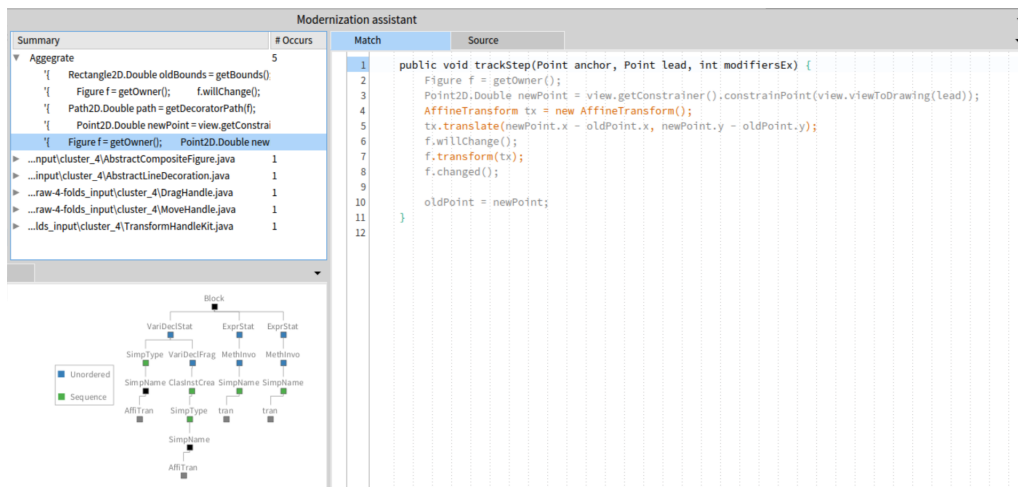 Modernization assistant
Summary # Occurs
Aggegrate 5
'{ Rectangle2D.Double oldBounds = getBounds()
'{ Figure f = getOwner(); f.willChange();
'{ Path2D.Double path = getDecoratorPath(f);
'{ Point2D.Double newPoint = view.getConstrai
'{ Figure f = getOwner(); Point2D.Double new
...nput\cluster_4\AbstractCompositeFigure.java 1
...input\cluster_4\AbstractLineDecoration.java 1
...raw-4-folds_input\cluster_4\DragHandle.java 1
...raw-4-folds_input\cluster_4\MoveHandle.java 1
...lds_input\cluster_4\TransformHandleKit.java 1
Match Source
1 public void trackStep(Point anchor, Point lead, int modifiersEx) {
2 Figure f = getOwner();
3 Point2D.Double newPoint = view.getConstrainer().constrainPoint(view.viewToDrawing(lead));
4 AffineTransform tx = new AffineTransform();
5 tx.translate(newPoint.x - oldPoint.x, newPoint.y - oldPoint.y);
6 f.willChange();
7 f.transform(tx);
8 f.changed();
9
10 oldPoint = newPoint;
11 }
12
Block
VariDeclStat ExprStat ExprStat
SimpType VariDeclFrag MethInvo MethInvo
Unordered
SimpName ClasInstCrea SimpName SimpName
Sequence
AffiTran SimpType tran tran
SimpName
AffiTran